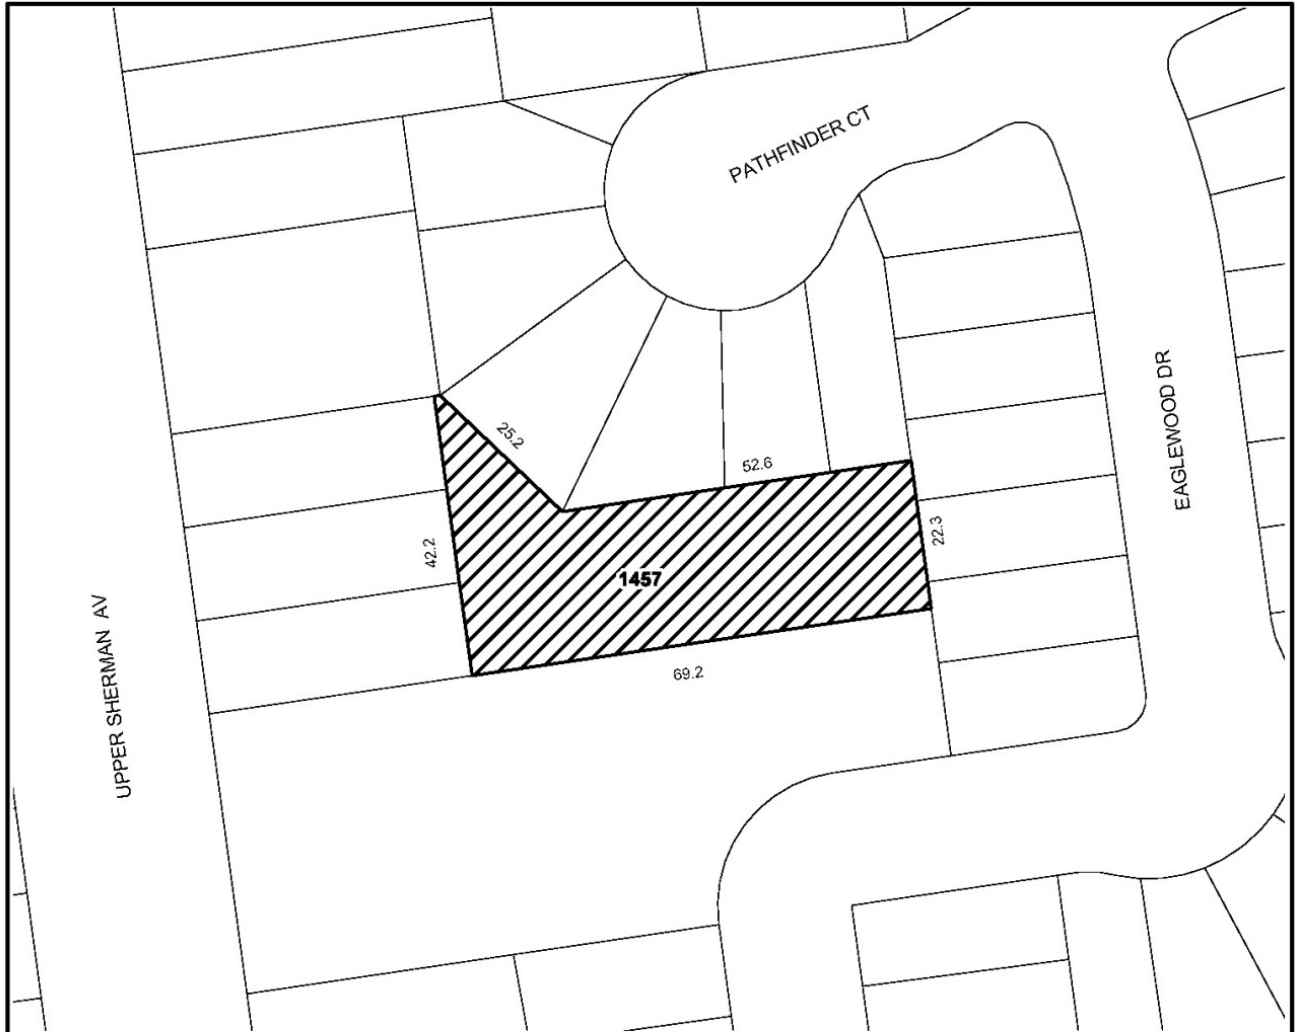 PATHFINDER CT
EAGLEWOOD DR
25.2
52.6
22.3
42.2
1457
69.2
UPPER SHERMAN AV